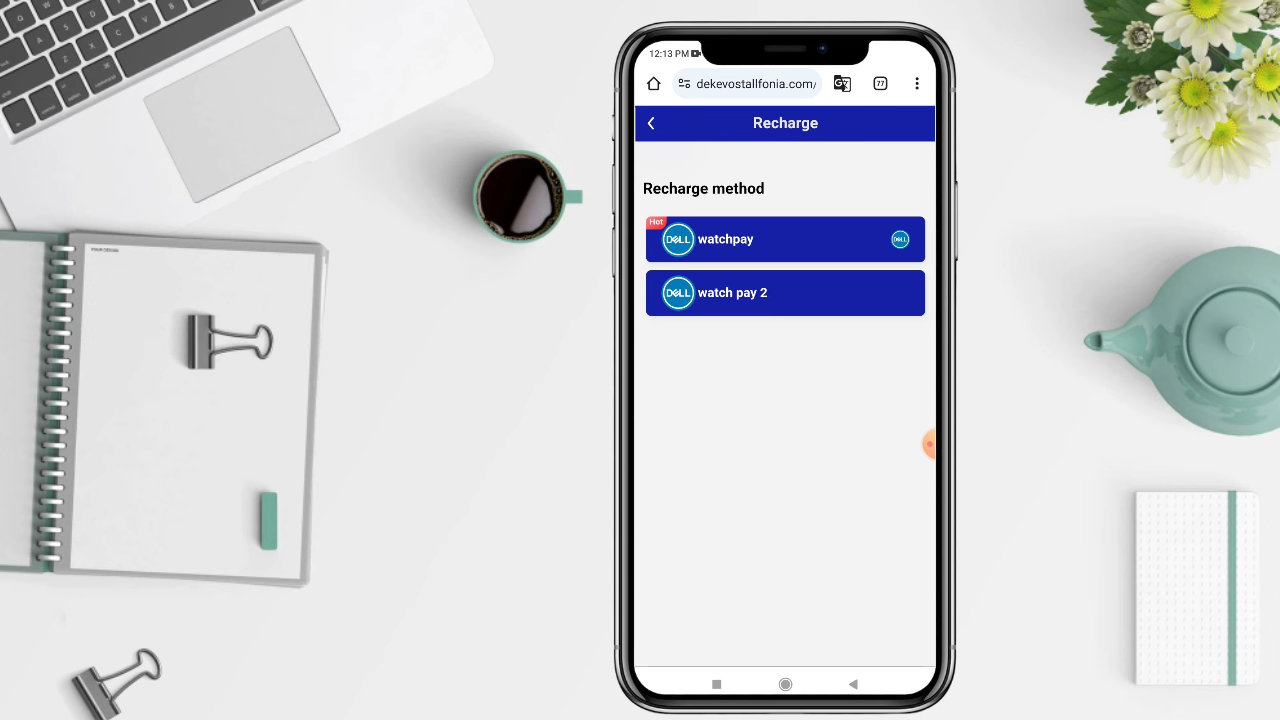 12:13 PM
dekevostallfonia.com/
77
Recharge
Recharge method
Hot
DELL
watchpay
DELL
DELL
watch pay 2